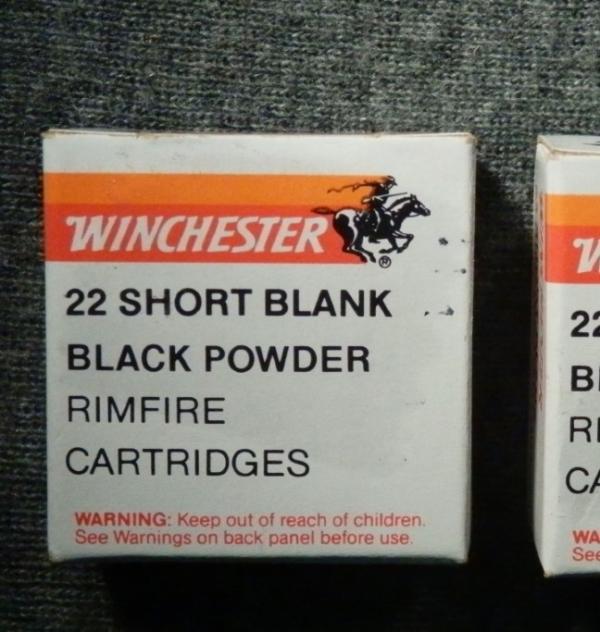 WINCHESTER
®
22 SHORT BLANK
BLACK POWDER
RIMFIRE
CARTRIDGES
WARNING: Keep out of reach of children.
See Warnings on back panel before use.
22